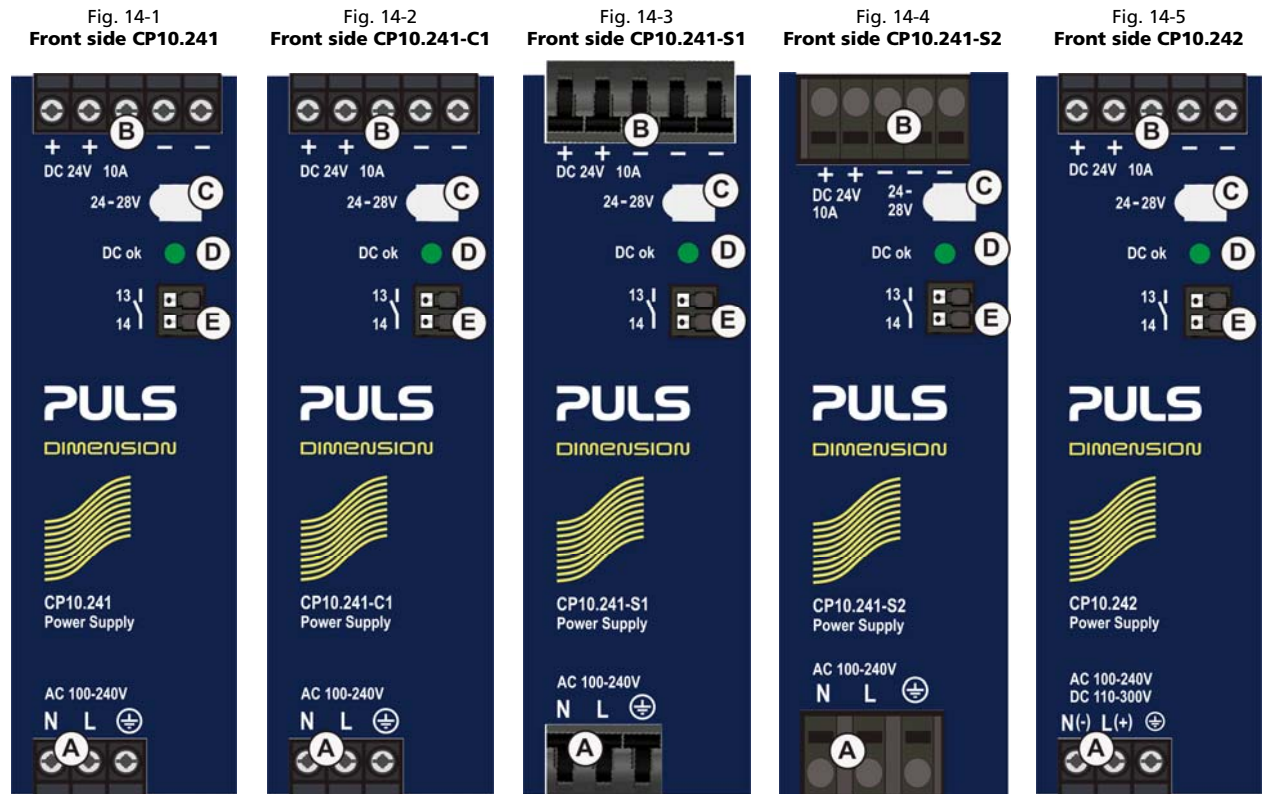 Fig. 14-1
Front side CP10.241
B
+ + − −
DC 24V 10A
C
24–28V
DC ok
D
13
14
E
PULS
DIMENSION
CP10.241
Power Supply
AC 100-240V
N L
A
Fig. 14-2
Front side CP10.241-C1
B
+ + − −
DC 24V 10A
C
24–28V
DC ok
D
13
14
E
PULS
DIMENSION
CP10.241-C1
Power Supply
AC 100-240V
N L
A
Fig. 14-3
Front side CP10.241-S1
B
+ + − − −
DC 24V 10A
C
24–28V
DC ok
D
13
14
E
PULS
DIMENSION
CP10.241-S1
Power Supply
AC 100-240V
N L
A
Fig. 14-4
Front side CP10.241-S2
B
+ + − − −
DC 24V
10A
24-
28V
C
DC ok
D
13
14
E
PULS
DIMENSION
CP10.241-S2
Power Supply
AC 100-240V
N L
A
Fig. 14-5
Front side CP10.242
B
+ + − −
DC 24V 10A
C
24–28V
DC ok
D
13
14
E
PULS
DIMENSION
CP10.242
Power Supply
AC 100-240V
DC 110-300V
N(-) L(+)
A